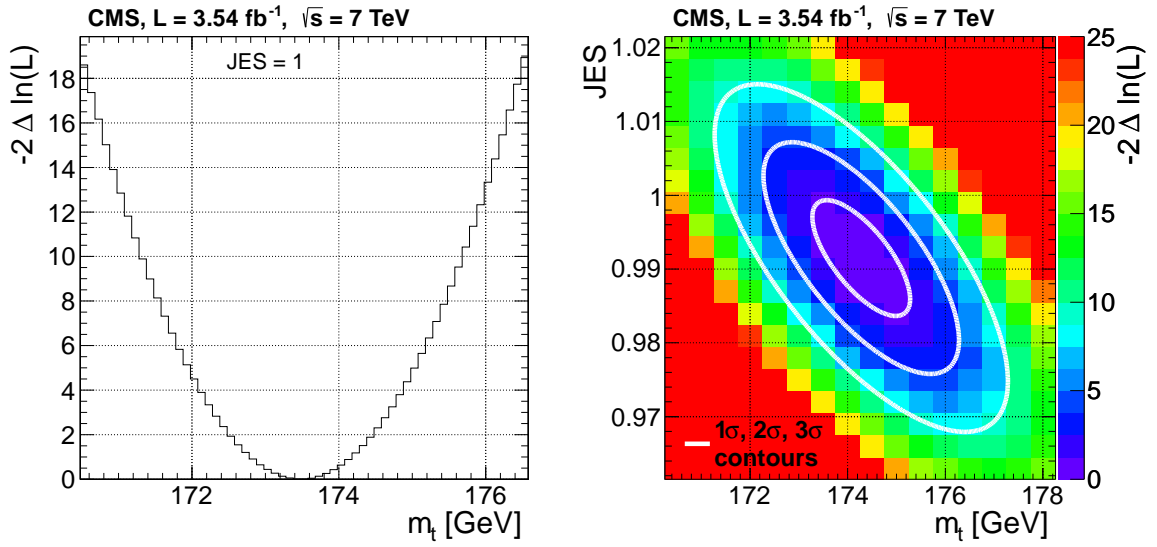 CMS, L = 3.54 fb⁻¹, √s = 7 TeV
JES = 1
-2 Δ ln(L)
18
16
14
12
10
8
6
4
2
0
172 174 176
m_t [GeV]
CMS, L = 3.54 fb⁻¹, √s = 7 TeV
JES
1.02
1.01
1
0.99
0.98
0.97
1σ, 2σ, 3σ
contours
172 174 176 178
m_t [GeV]
25
20
15
10
5
0
-2 Δ ln(L)